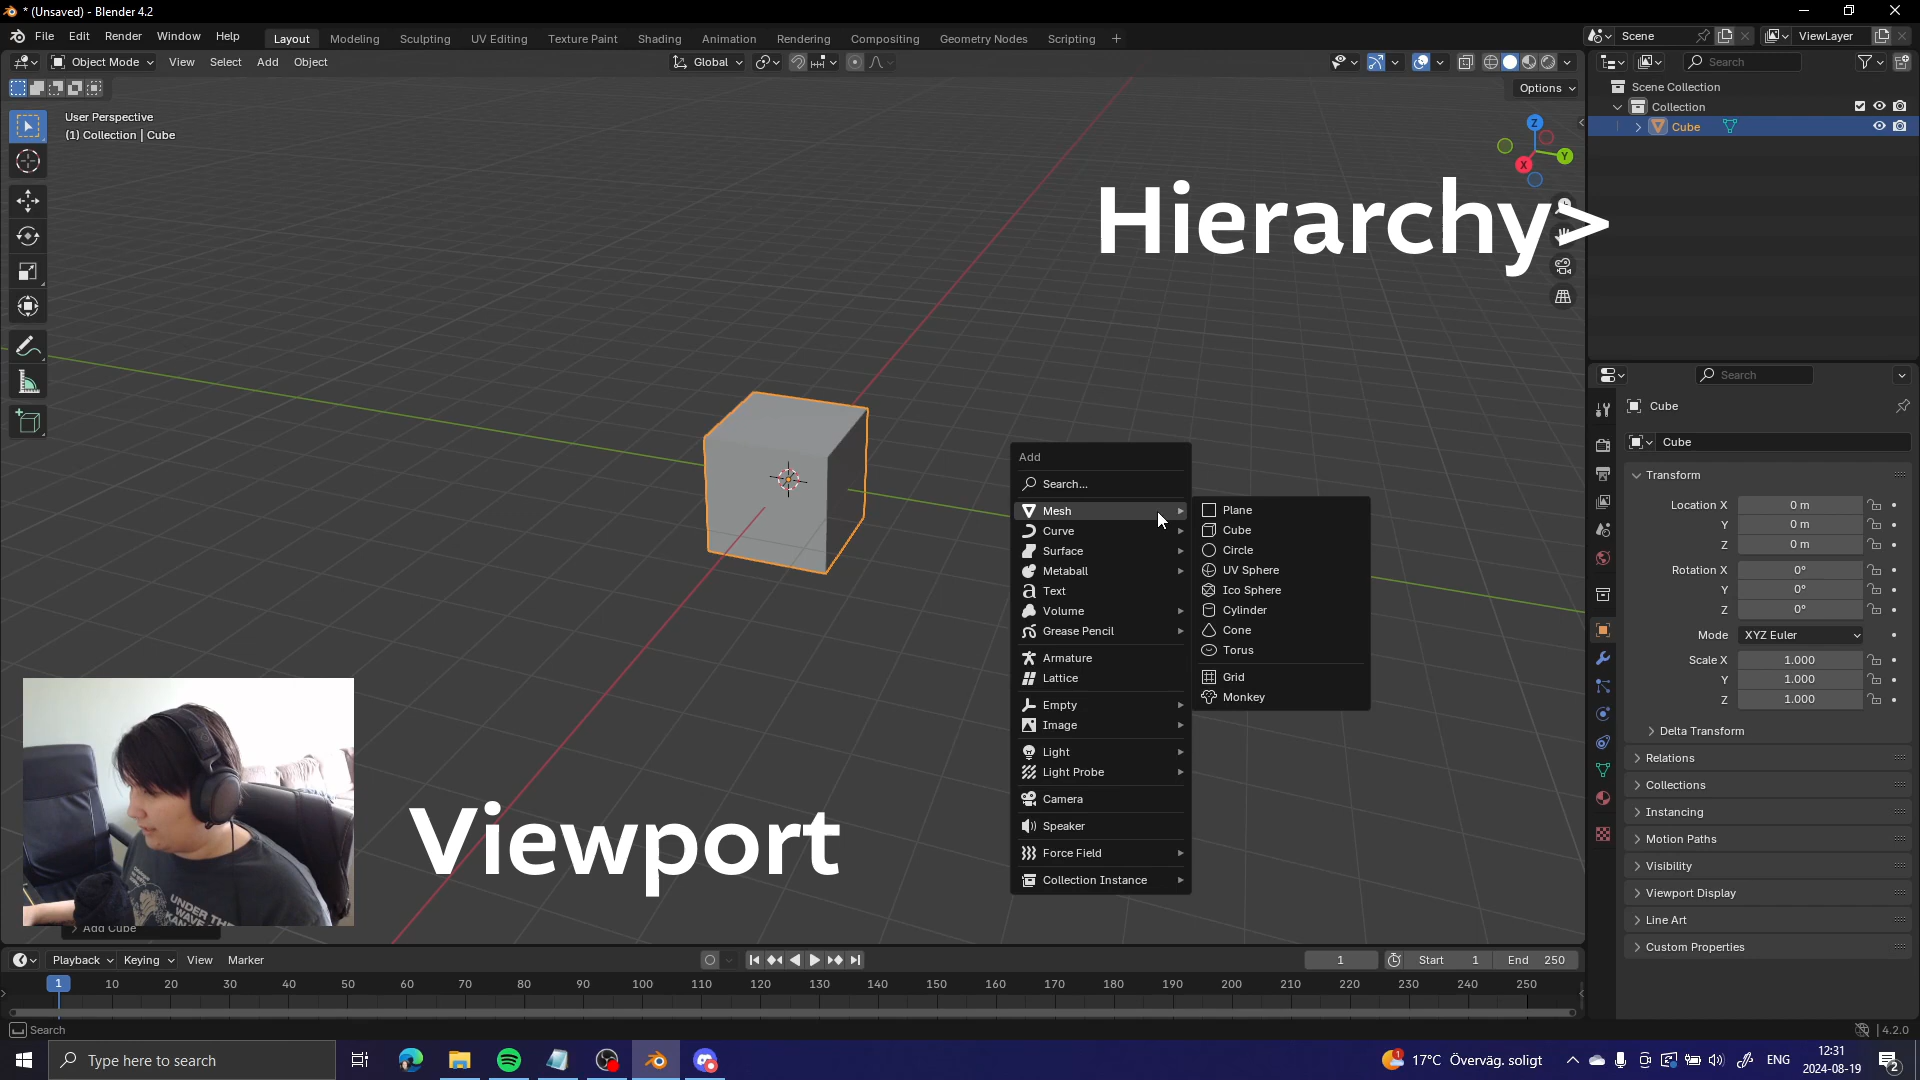 * (Unsaved) - Blender 4.2
File Edit Render Window Help Layout Modeling Sculpting UV Editing Texture Paint Shading Animation Rendering Compositing Geometry Nodes Scripting + Scene ViewLayer
Object Mode View Select Add Object Global Search
Options
User Perspective
(1) Collection | Cube
Scene Collection
Collection
Cube
Z
Y
X
Hierarchy>
Search
Cube
Cube
Transform
Location X 0 m
Y 0 m
Z 0 m
Rotation X 0°
Y 0°
Z 0°
Mode XYZ Euler
Scale X 1.000
Y 1.000
Z 1.000
Delta Transform
Relations
Collections
Instancing
Motion Paths
Visibility
Viewport Display
Line Art
Custom Properties
Add
Search...
Mesh
Curve
Surface
Metaball
Text
Volume
Grease Pencil
Armature
Lattice
Empty
Image
Light
Light Probe
Camera
Speaker
Force Field
Collection Instance
Plane
Cube
Circle
UV Sphere
Ico Sphere
Cylinder
Cone
Torus
Grid
Monkey
Viewport
UNDER TH
WAVE
KAN
Add Cube
Playback Keying View Marker 1 Start 1 End 250
1 10 20 30 40 50 60 70 80 90 100 110 120 130 140 150 160 170 180 190 200 210 220 230 240 250
Search 4.2.0
Type here to search 1 17°C Överväg. soligt ENG 12:31
2024-08-19 2